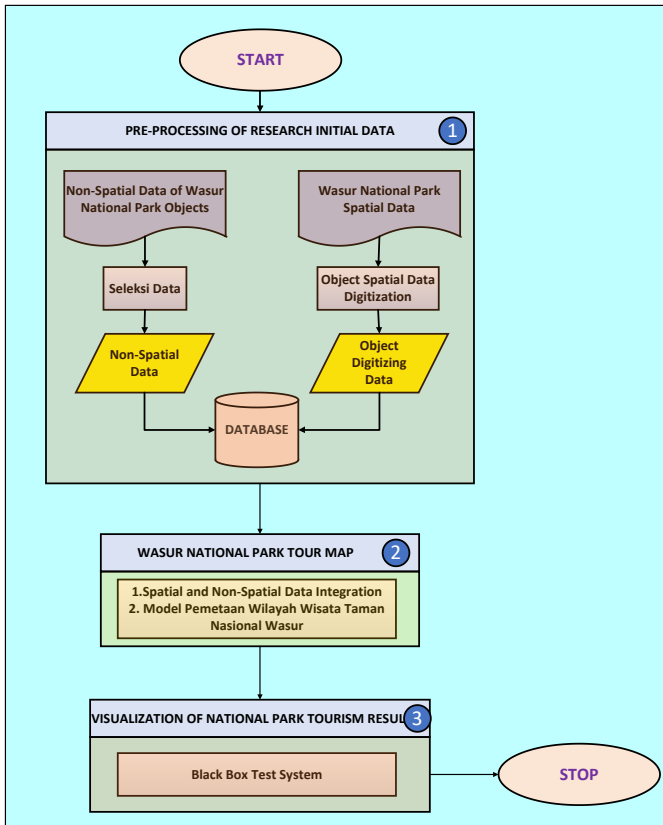 START
PRE-PROCESSING OF RESEARCH INITIAL DATA
1
Non-Spatial Data of Wasur
National Park Objects
Wasur National Park
Spatial Data
Seleksi Data
Object Spatial Data
Digitization
Non-Spatial
Data
Object
Digitizing
Data
DATABASE
WASUR NATIONAL PARK TOUR MAP
2
1.Spatial and Non-Spatial Data Integration
2. Model Pemetaan Wilayah Wisata Taman
Nasional Wasur
VISUALIZATION OF NATIONAL PARK TOURISM RESUL
3
Black Box Test System
STOP